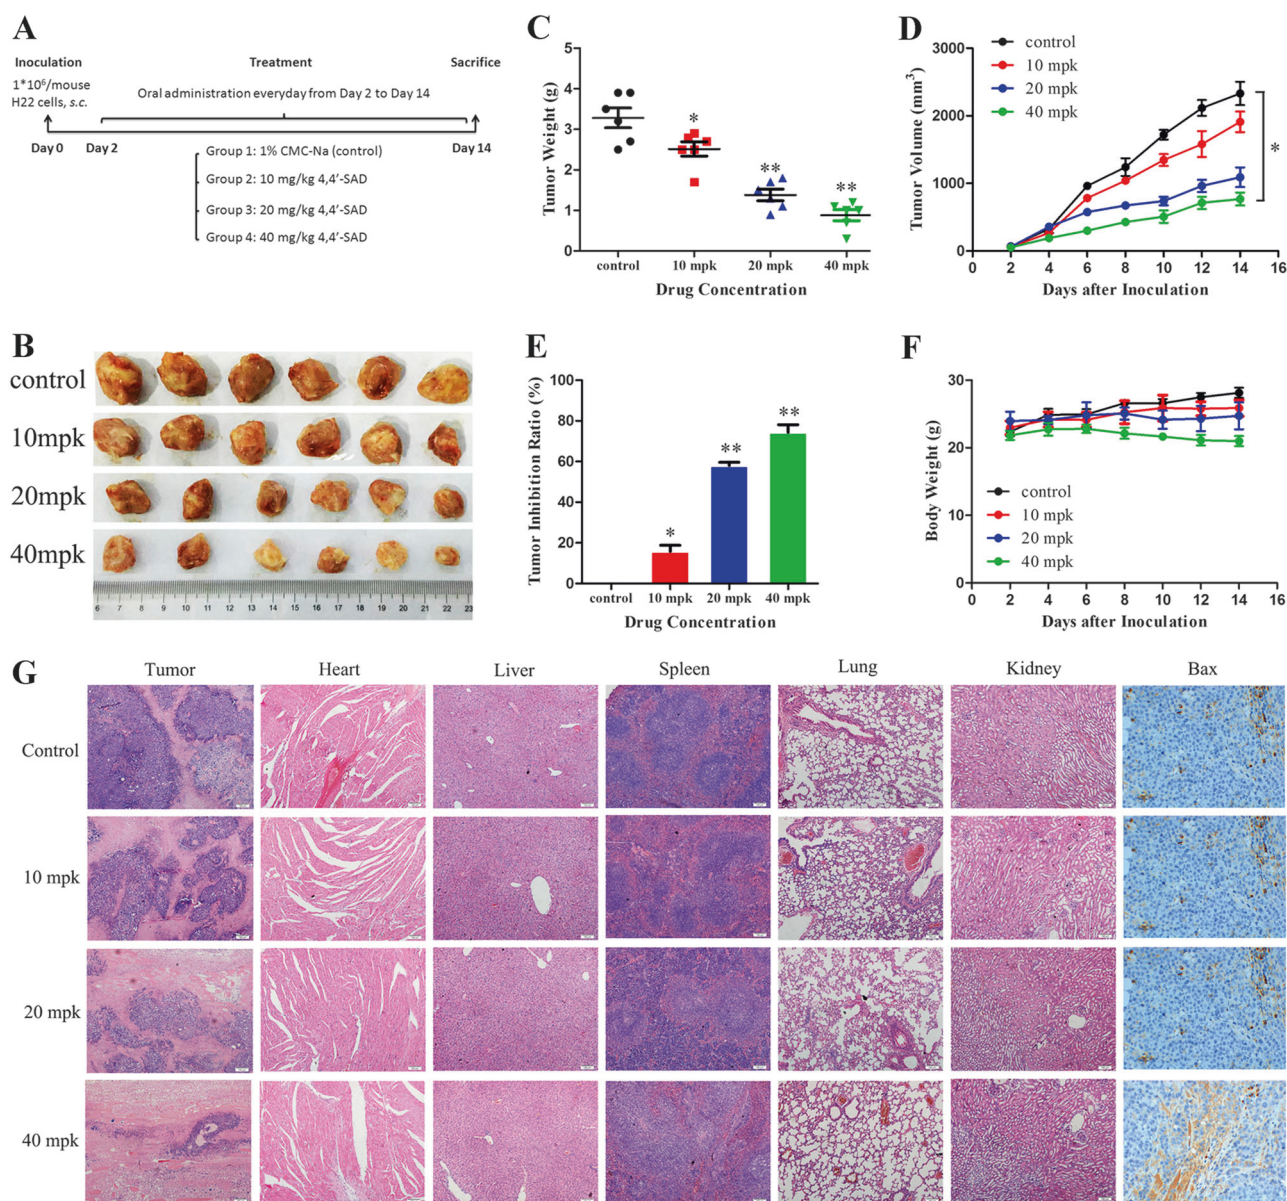 A
Inoculation
Treatment
Sacrifice
1*10⁶/mouse
H22 cells, s.c.
Oral administration everyday from Day 2 to Day 14
Day 0
Day 2
Day 14
Group 1: 1% CMC-Na (control)
Group 2: 10 mg/kg 4,4′-SAD
Group 3: 20 mg/kg 4,4′-SAD
Group 4: 40 mg/kg 4,4′-SAD
C
Tumor Weight (g)
5
4
3
2
1
0
*
**
**
control
10 mpk
20 mpk
40 mpk
Drug Concentration
D
control
10 mpk
20 mpk
40 mpk
Tumor Volume (mm³)
3000
2000
1000
0
*
0 2 4 6 8 10 12 14 16
Days after Inoculation
B
control
10mpk
20mpk
40mpk
6 7 8 9 10 11 12 13 14 15 16 17 18 19 20 21 22 23
E
Tumor Inhibition Ratio (%)
100
80
60
40
20
0
*
**
**
control
10 mpk
20 mpk
40 mpk
Drug Concentration
F
Body Weight (g)
30
20
10
0
control
10 mpk
20 mpk
40 mpk
0 2 4 6 8 10 12 14 16
Days after Inoculation
G
Tumor
Heart
Liver
Spleen
Lung
Kidney
Bax
Control
10 mpk
20 mpk
40 mpk